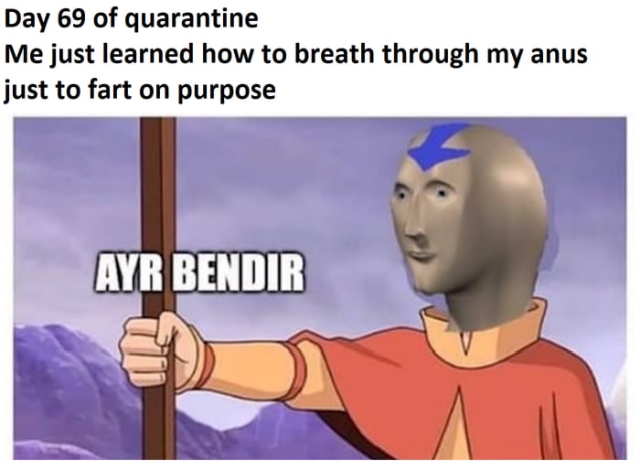 Day 69 of quarantine
Me just learned how to breath through my anus
just to fart on purpose
AYR BENDIR